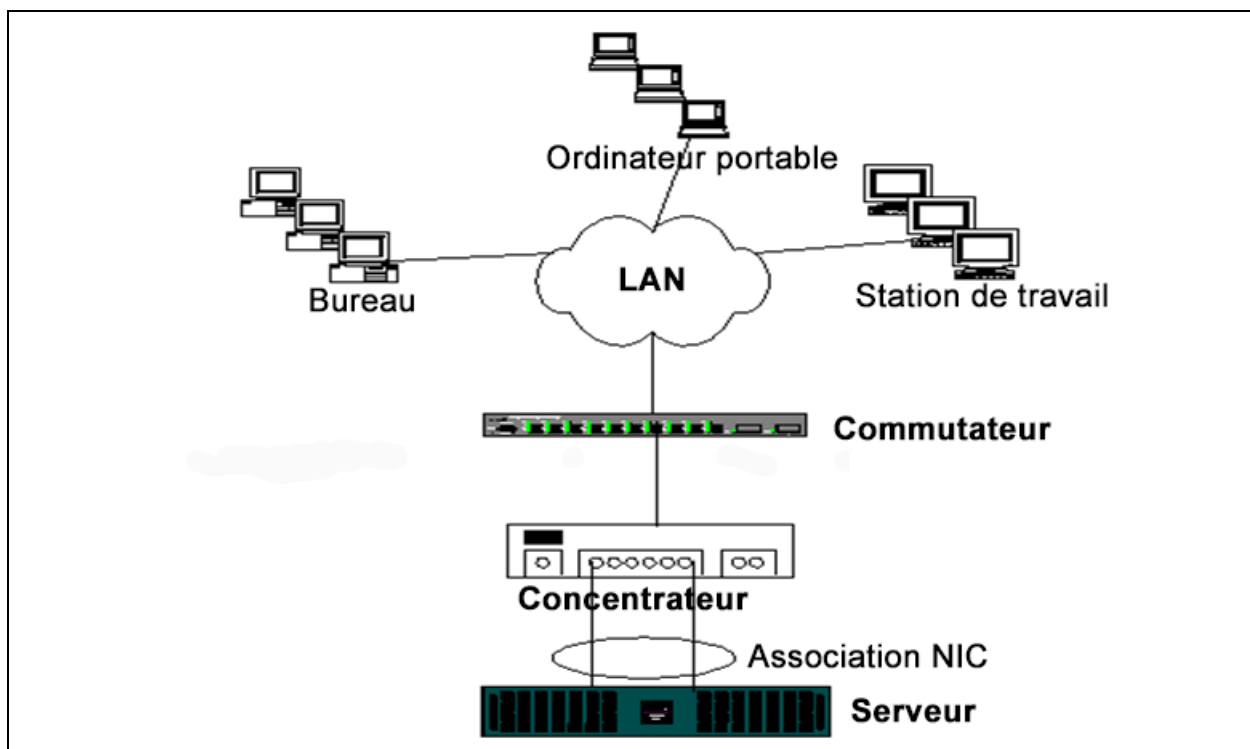 Ordinateur portable
LAN
Bureau
Station de travail
Commutateur
Concentrateur
Association NIC
Serveur